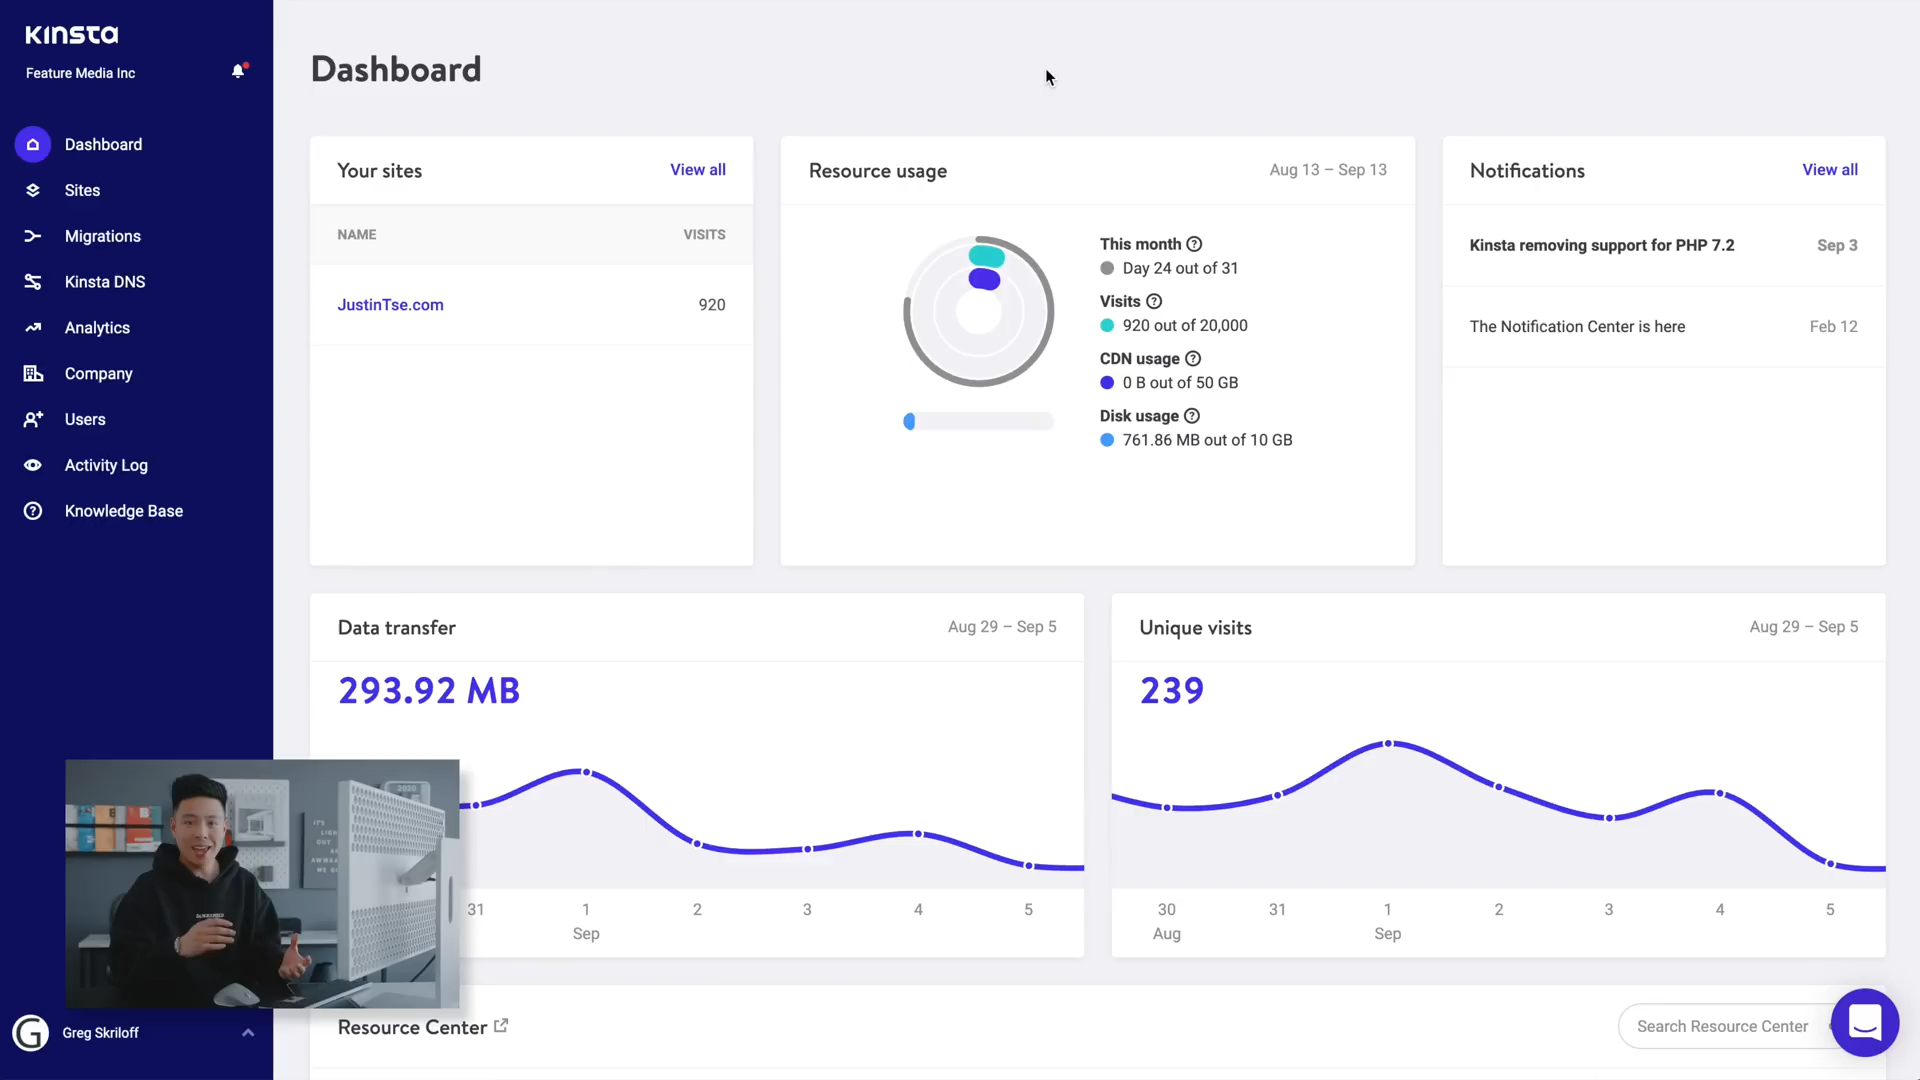 KINSTA
Feature Media Inc
Dashboard
Sites
Migrations
Kinsta DNS
Analytics
Company
Users
Activity Log
Knowledge Base
Dashboard
Your sites
View all
NAME
VISITS
JustinTse.com
920
Resource usage
Aug 13 – Sep 13
This month
Day 24 out of 31
Visits
920 out of 20,000
CDN usage
0 B out of 50 GB
Disk usage
761.86 MB out of 10 GB
Notifications
View all
Kinsta removing support for PHP 7.2
Sep 3
The Notification Center is here
Feb 12
Data transfer
Aug 29 – Sep 5
293.92 MB
31
1
2
3
4
5
Sep
Unique visits
Aug 29 – Sep 5
239
30
31
1
2
3
4
5
Aug
Sep
2020
IT'S
OUT
WE GO
G
Greg Skriloff
Resource Center
Search Resource Center